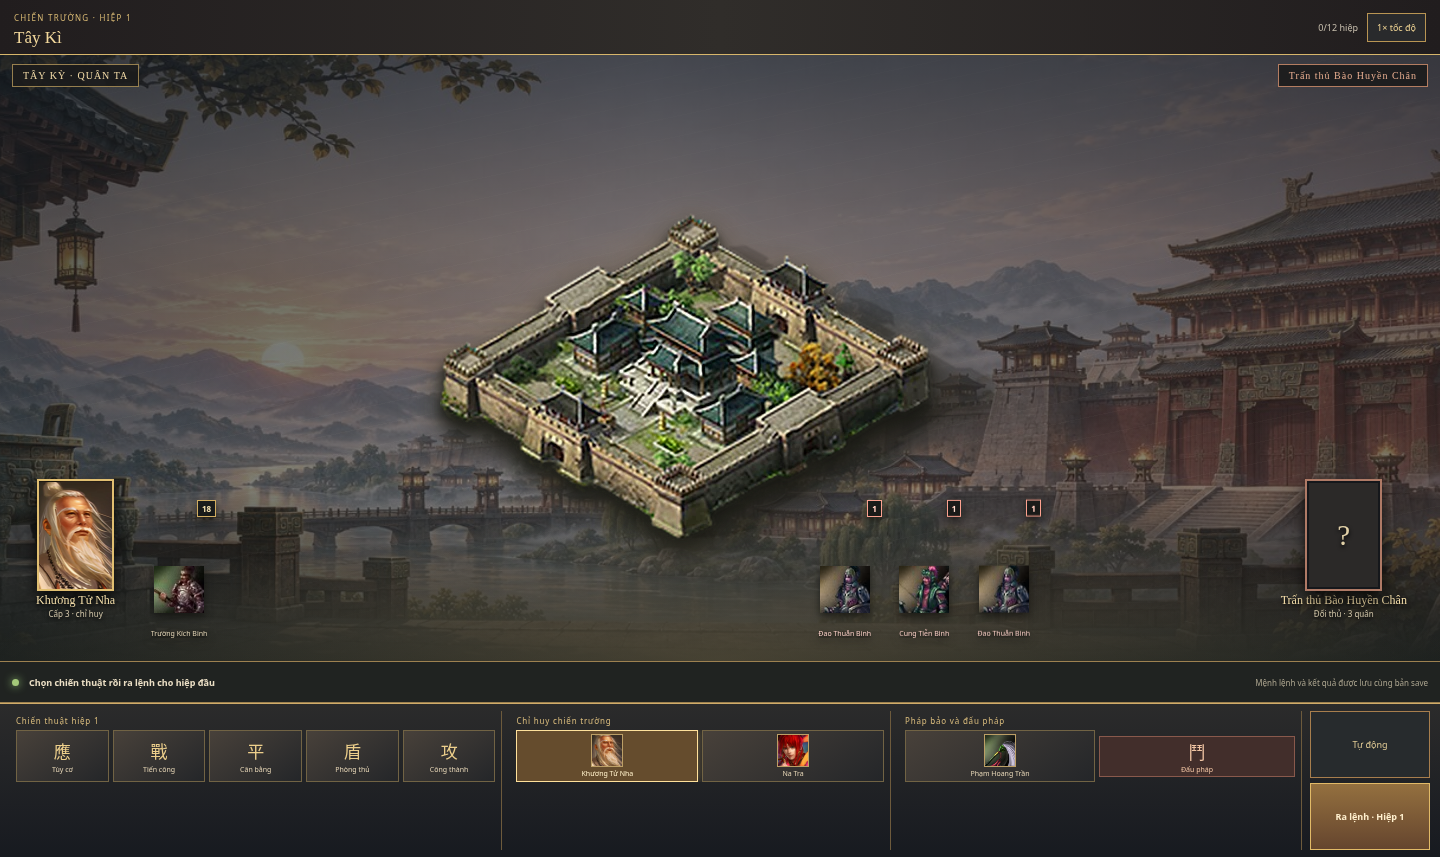 CHIẾN TRƯỜNG · HIỆP 1
Tây Kì
0/12 hiệp
1× tốc độ
TÂY KỲ · QUÂN TA
Trấn thủ Bào Huyền Chân
18
1
1
1
?
Khương Tử Nha
Cấp 3 · chỉ huy
Trường Kích Binh
Đao Thuẫn Binh
Cung Tiễn Binh
Đao Thuẫn Binh
Trấn thủ Bào Huyền Chân
Đối thủ · 3 quân
Chọn chiến thuật rồi ra lệnh cho hiệp đầu
Mệnh lệnh và kết quả được lưu cùng bản save
Chiến thuật hiệp 1
應
Tùy cơ
戰
Tiến công
平
Cân bằng
盾
Phòng thủ
攻
Công thành
Chỉ huy chiến trường
Khương Tử Nha
Na Tra
Pháp bảo và đấu pháp
Phạm Hoang Trần
鬥
Đấu pháp
Tự động
Ra lệnh · Hiệp 1